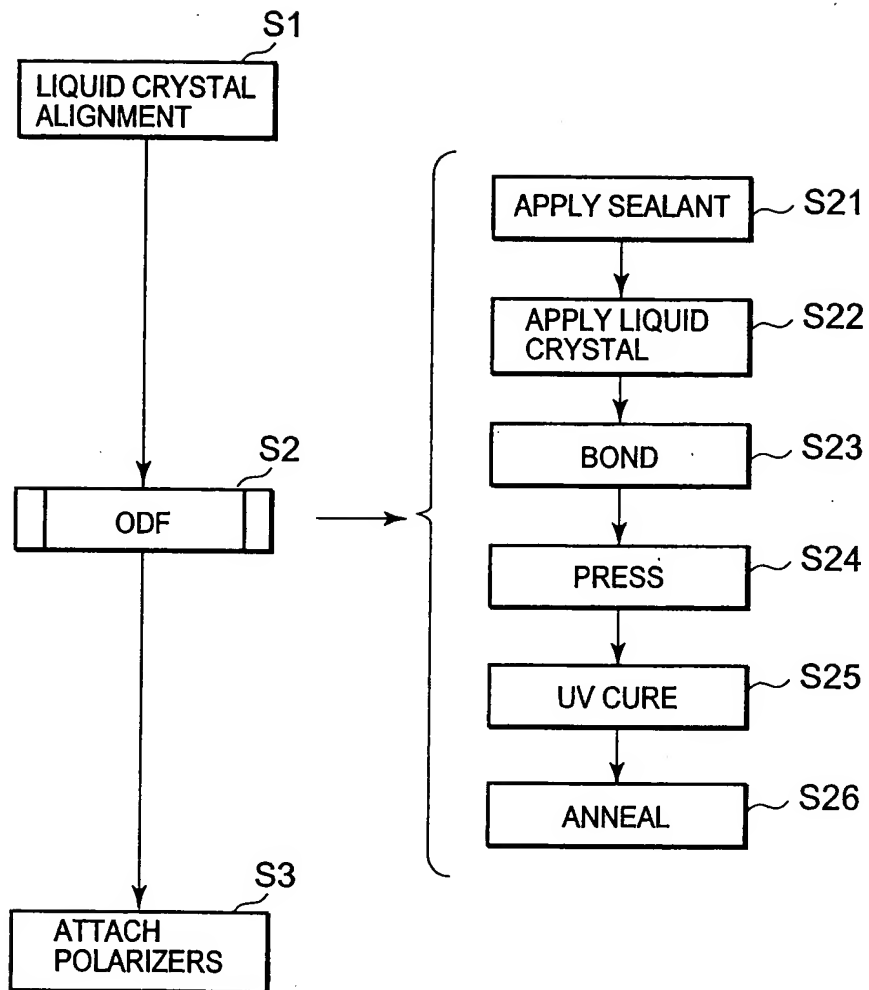 S1
LIQUID CRYSTAL
ALIGNMENT
S2
ODF
S3
ATTACH
POLARIZERS
APPLY SEALANT
S21
APPLY LIQUID
CRYSTAL
S22
BOND
S23
PRESS
S24
UV CURE
S25
ANNEAL
S26